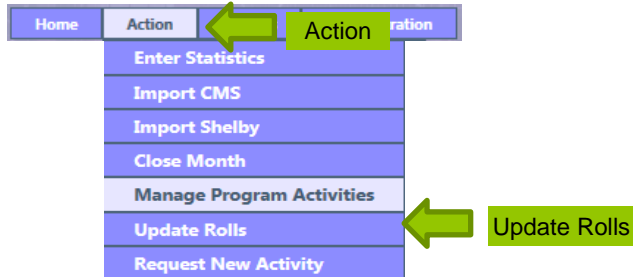 Home Action Action ration
Enter Statistics
Import CMS
Import Shelby
Close Month
Manage Program Activities
Update Rolls Update Rolls
Request New Activity